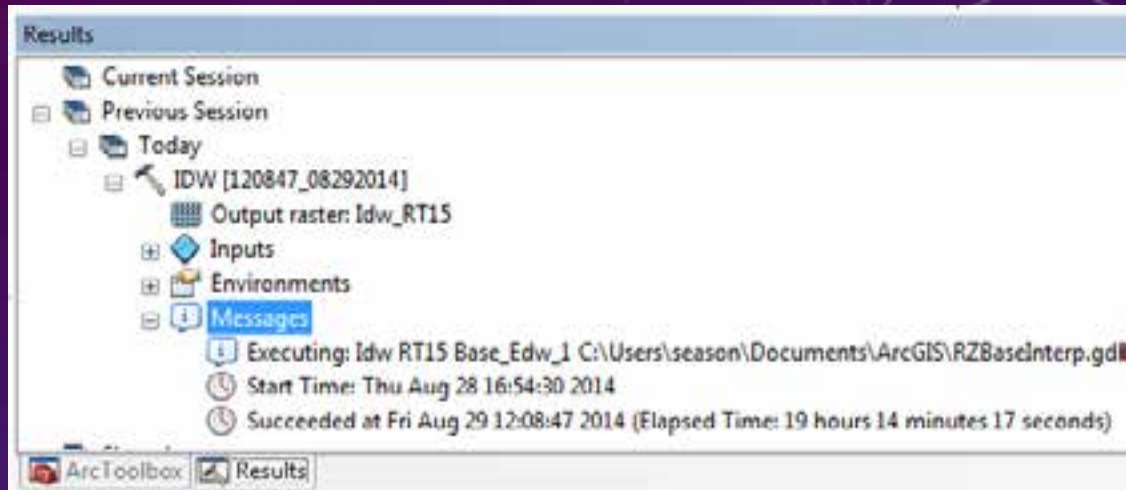 Results
Current Session
Previous Session
Today
IDW [120847_08292014]
Output raster: Idw_RT15
Inputs
Environments
Messages
Executing: Idw RT15 Base_Edw_1 C:\Users\season\Documents\ArcGIS\RZBaseInterp.gd
Start Time: Thu Aug 28 16:54:30 2014
Succeeded at Fri Aug 29 12:08:47 2014 (Elapsed Time: 19 hours 14 minutes 17 seconds)
ArcToolbox Results